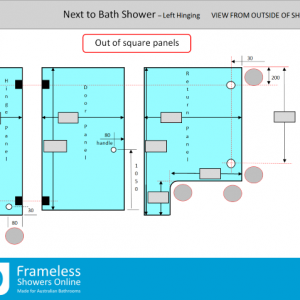 Next to Bath Shower – Left Hinging VIEW FROM OUTSIDE OF SH
Out of square panels
30
200
Hinge Panel
Door Panel
Return Panel
80
handle
1050
30
80
Frameless
Showers Online
Made for Australian Bathrooms